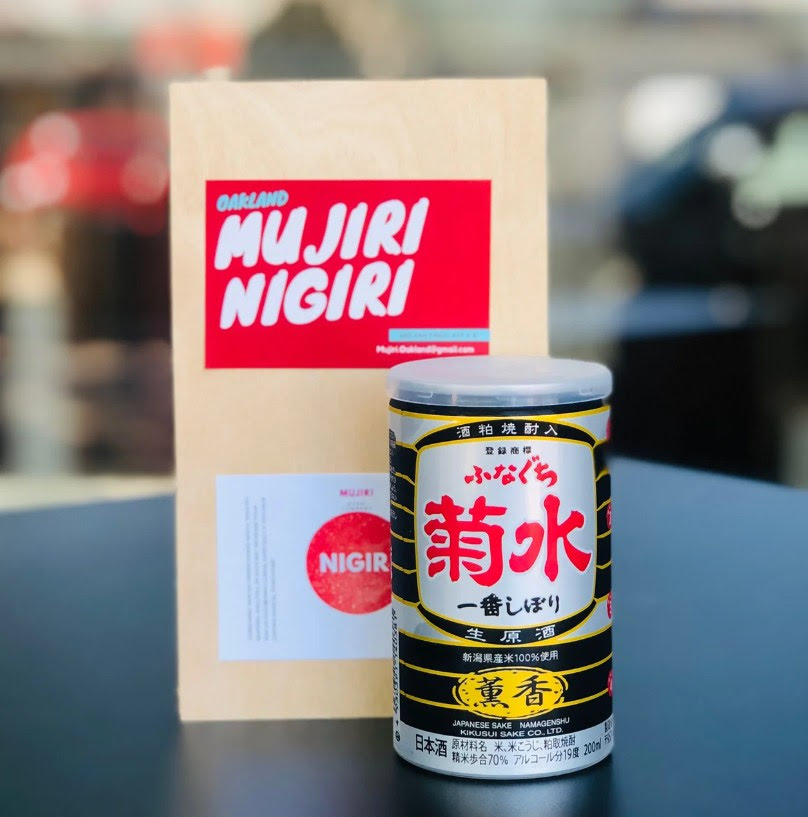 OAKLAND
MUJIRI
NIGIRI
Mujiri.Oakland@gmail.com
MUJIRI
NIGIR
酒粕焼酎入
登録商標
ふなぐち
菊水
一番しぼり
生原酒
新潟県産米100%使用
薫香
JAPANESE SAKE NAMAGENSHU
KIKUSUI SAKE CO., LTD.
日本酒
原材料名 米、米こうじ、粕取焼酎
精米歩合70% アルコール分19度
200ml